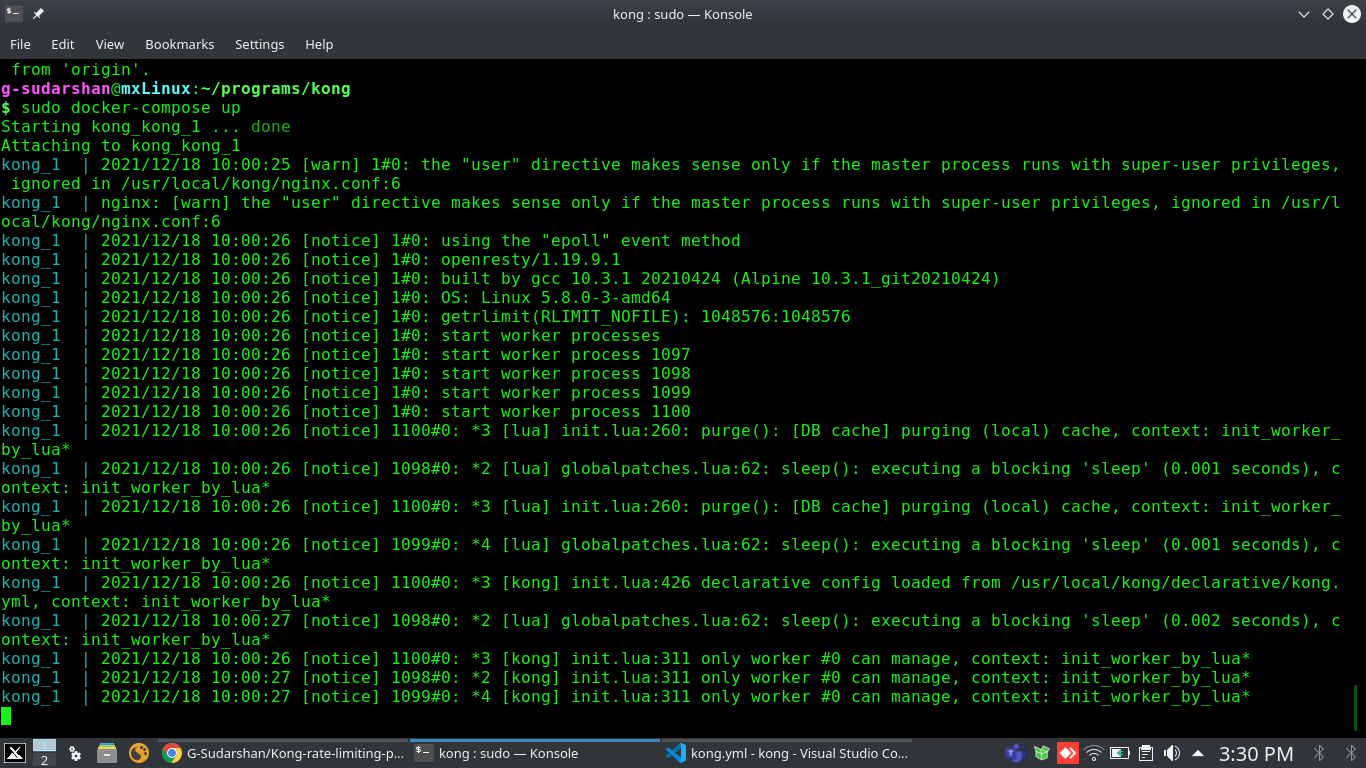 kong : sudo — Konsole
File Edit View Bookmarks Settings Help
from 'origin'.
g-sudarshan@mxLinux:~/programs/kong
$ sudo docker-compose up
Starting kong_kong_1 ... done
Attaching to kong_kong_1
kong_1  | 2021/12/18 10:00:25 [warn] 1#0: the "user" directive makes sense only if the master process runs with super-user privileges,
 ignored in /usr/local/kong/nginx.conf:6
kong_1  | nginx: [warn] the "user" directive makes sense only if the master process runs with super-user privileges, ignored in /usr/l
ocal/kong/nginx.conf:6
kong_1  | 2021/12/18 10:00:26 [notice] 1#0: using the "epoll" event method
kong_1  | 2021/12/18 10:00:26 [notice] 1#0: openresty/1.19.9.1
kong_1  | 2021/12/18 10:00:26 [notice] 1#0: built by gcc 10.3.1 20210424 (Alpine 10.3.1_git20210424)
kong_1  | 2021/12/18 10:00:26 [notice] 1#0: OS: Linux 5.8.0-3-amd64
kong_1  | 2021/12/18 10:00:26 [notice] 1#0: getrlimit(RLIMIT_NOFILE): 1048576:1048576
kong_1  | 2021/12/18 10:00:26 [notice] 1#0: start worker processes
kong_1  | 2021/12/18 10:00:26 [notice] 1#0: start worker process 1097
kong_1  | 2021/12/18 10:00:26 [notice] 1#0: start worker process 1098
kong_1  | 2021/12/18 10:00:26 [notice] 1#0: start worker process 1099
kong_1  | 2021/12/18 10:00:26 [notice] 1#0: start worker process 1100
kong_1  | 2021/12/18 10:00:26 [notice] 1100#0: *3 [lua] init.lua:260: purge(): [DB cache] purging (local) cache, context: init_worker_
by_lua*
kong_1  | 2021/12/18 10:00:26 [notice] 1098#0: *2 [lua] globalpatches.lua:62: sleep(): executing a blocking 'sleep' (0.001 seconds), c
ontext: init_worker_by_lua*
kong_1  | 2021/12/18 10:00:26 [notice] 1100#0: *3 [lua] init.lua:260: purge(): [DB cache] purging (local) cache, context: init_worker_
by_lua*
kong_1  | 2021/12/18 10:00:26 [notice] 1099#0: *4 [lua] globalpatches.lua:62: sleep(): executing a blocking 'sleep' (0.001 seconds), c
ontext: init_worker_by_lua*
kong_1  | 2021/12/18 10:00:26 [notice] 1100#0: *3 [kong] init.lua:426 declarative config loaded from /usr/local/kong/declarative/kong.
yml, context: init_worker_by_lua*
kong_1  | 2021/12/18 10:00:27 [notice] 1098#0: *2 [lua] globalpatches.lua:62: sleep(): executing a blocking 'sleep' (0.002 seconds), c
ontext: init_worker_by_lua*
kong_1  | 2021/12/18 10:00:26 [notice] 1100#0: *3 [kong] init.lua:311 only worker #0 can manage, context: init_worker_by_lua*
kong_1  | 2021/12/18 10:00:27 [notice] 1098#0: *2 [kong] init.lua:311 only worker #0 can manage, context: init_worker_by_lua*
kong_1  | 2021/12/18 10:00:27 [notice] 1099#0: *4 [kong] init.lua:311 only worker #0 can manage, context: init_worker_by_lua*
1
2
G-Sudarshan/Kong-rate-limiting-p... kong : sudo — Konsole kong.yml - kong - Visual Studio Co... 3:30 PM